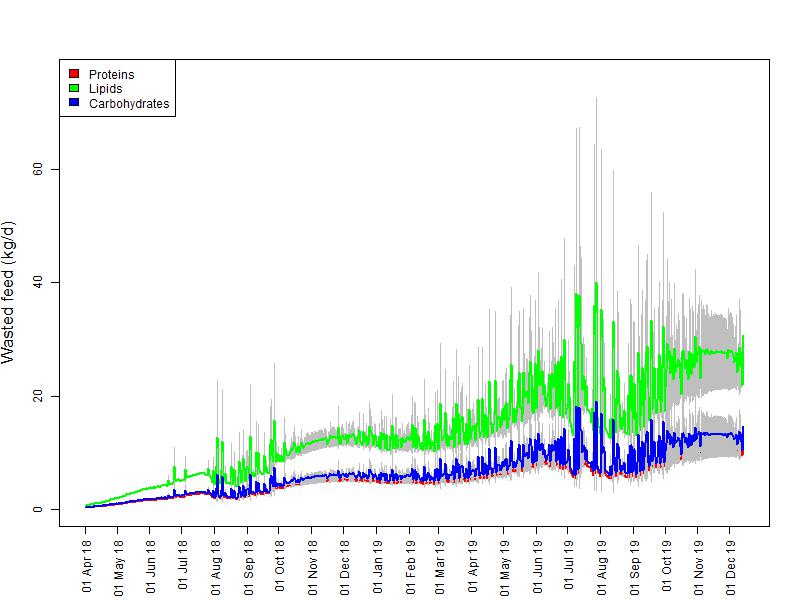 Proteins
Lipids
Carbohydrates
Wasted feed (kg/d)
60
40
20
0
01 Apr 18
01 May 18
01 Jun 18
01 Jul 18
01 Aug 18
01 Sep 18
01 Oct 18
01 Nov 18
01 Dec 18
01 Jan 19
01 Feb 19
01 Mar 19
01 Apr 19
01 May 19
01 Jun 19
01 Jul 19
01 Aug 19
01 Sep 19
01 Oct 19
01 Nov 19
01 Dec 19